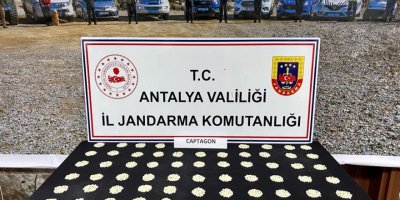 T.C.
ANTALYA VALİLİĞİ
İL JANDARMA KOMUTANLIĞI
CAPTAGON